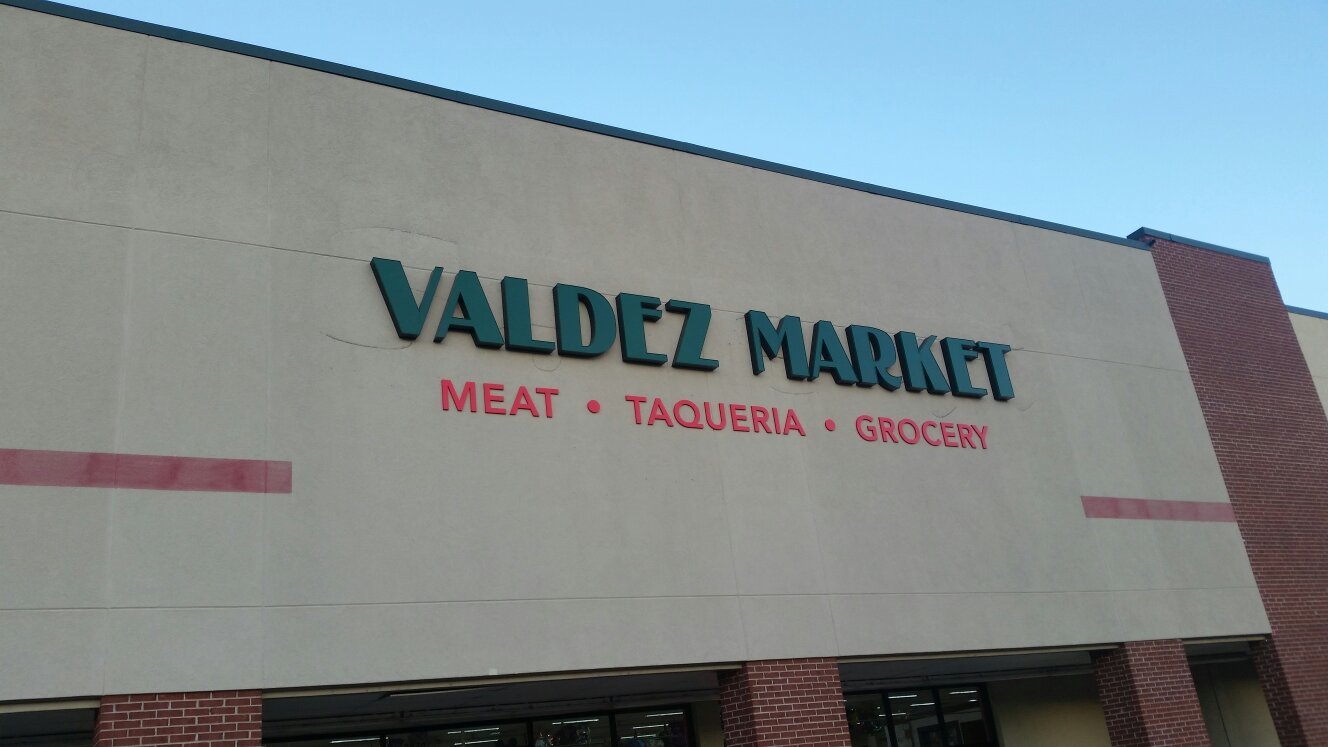 VALDEZ MARKET
MEAT • TAQUERIA • GROCERY